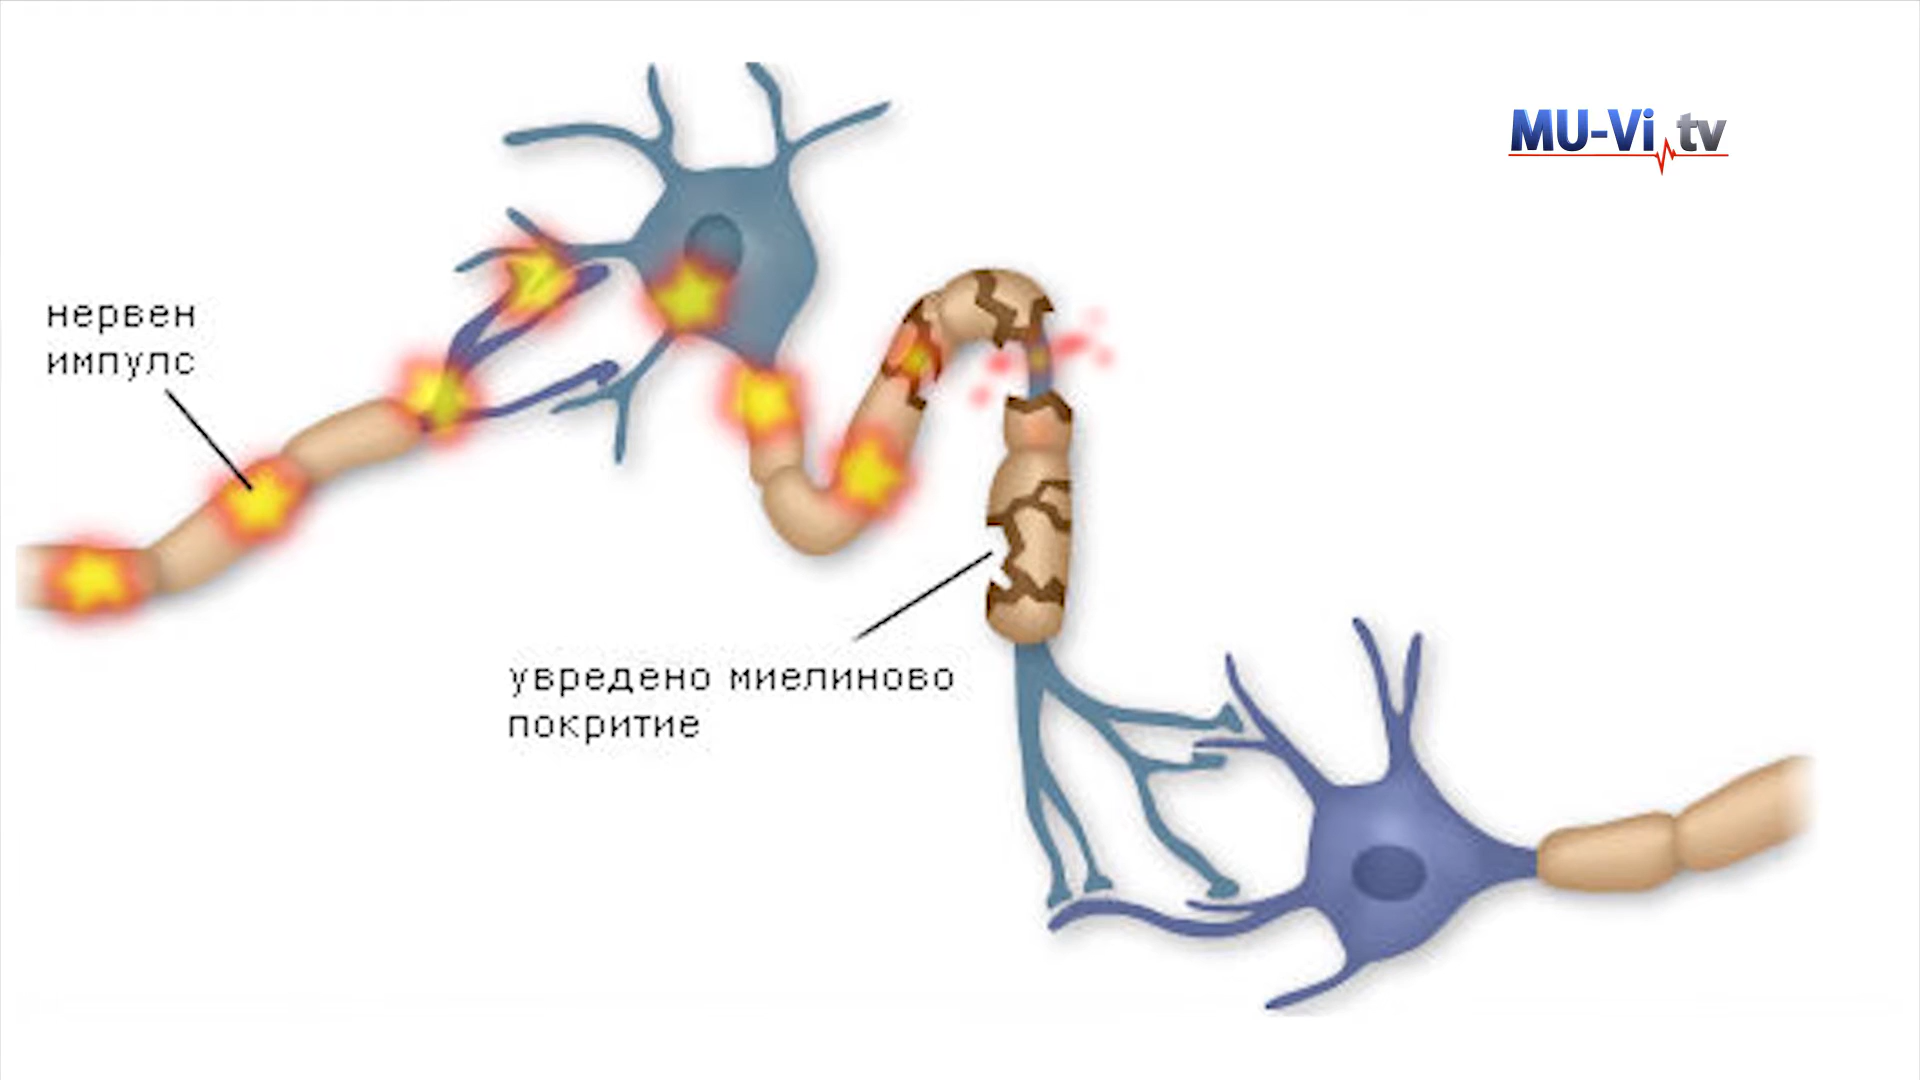 MU-Vi tv
нервен
импулс
увредено миелиново
покритие